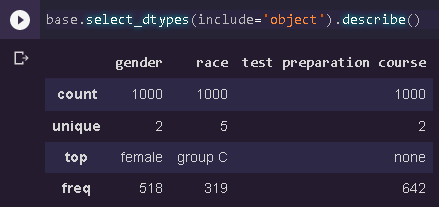 base.select_dtypes(include='object').describe()
gender race test preparation course
count 1000 1000 1000
unique 2 5 2
top female group C none
freq 518 319 642